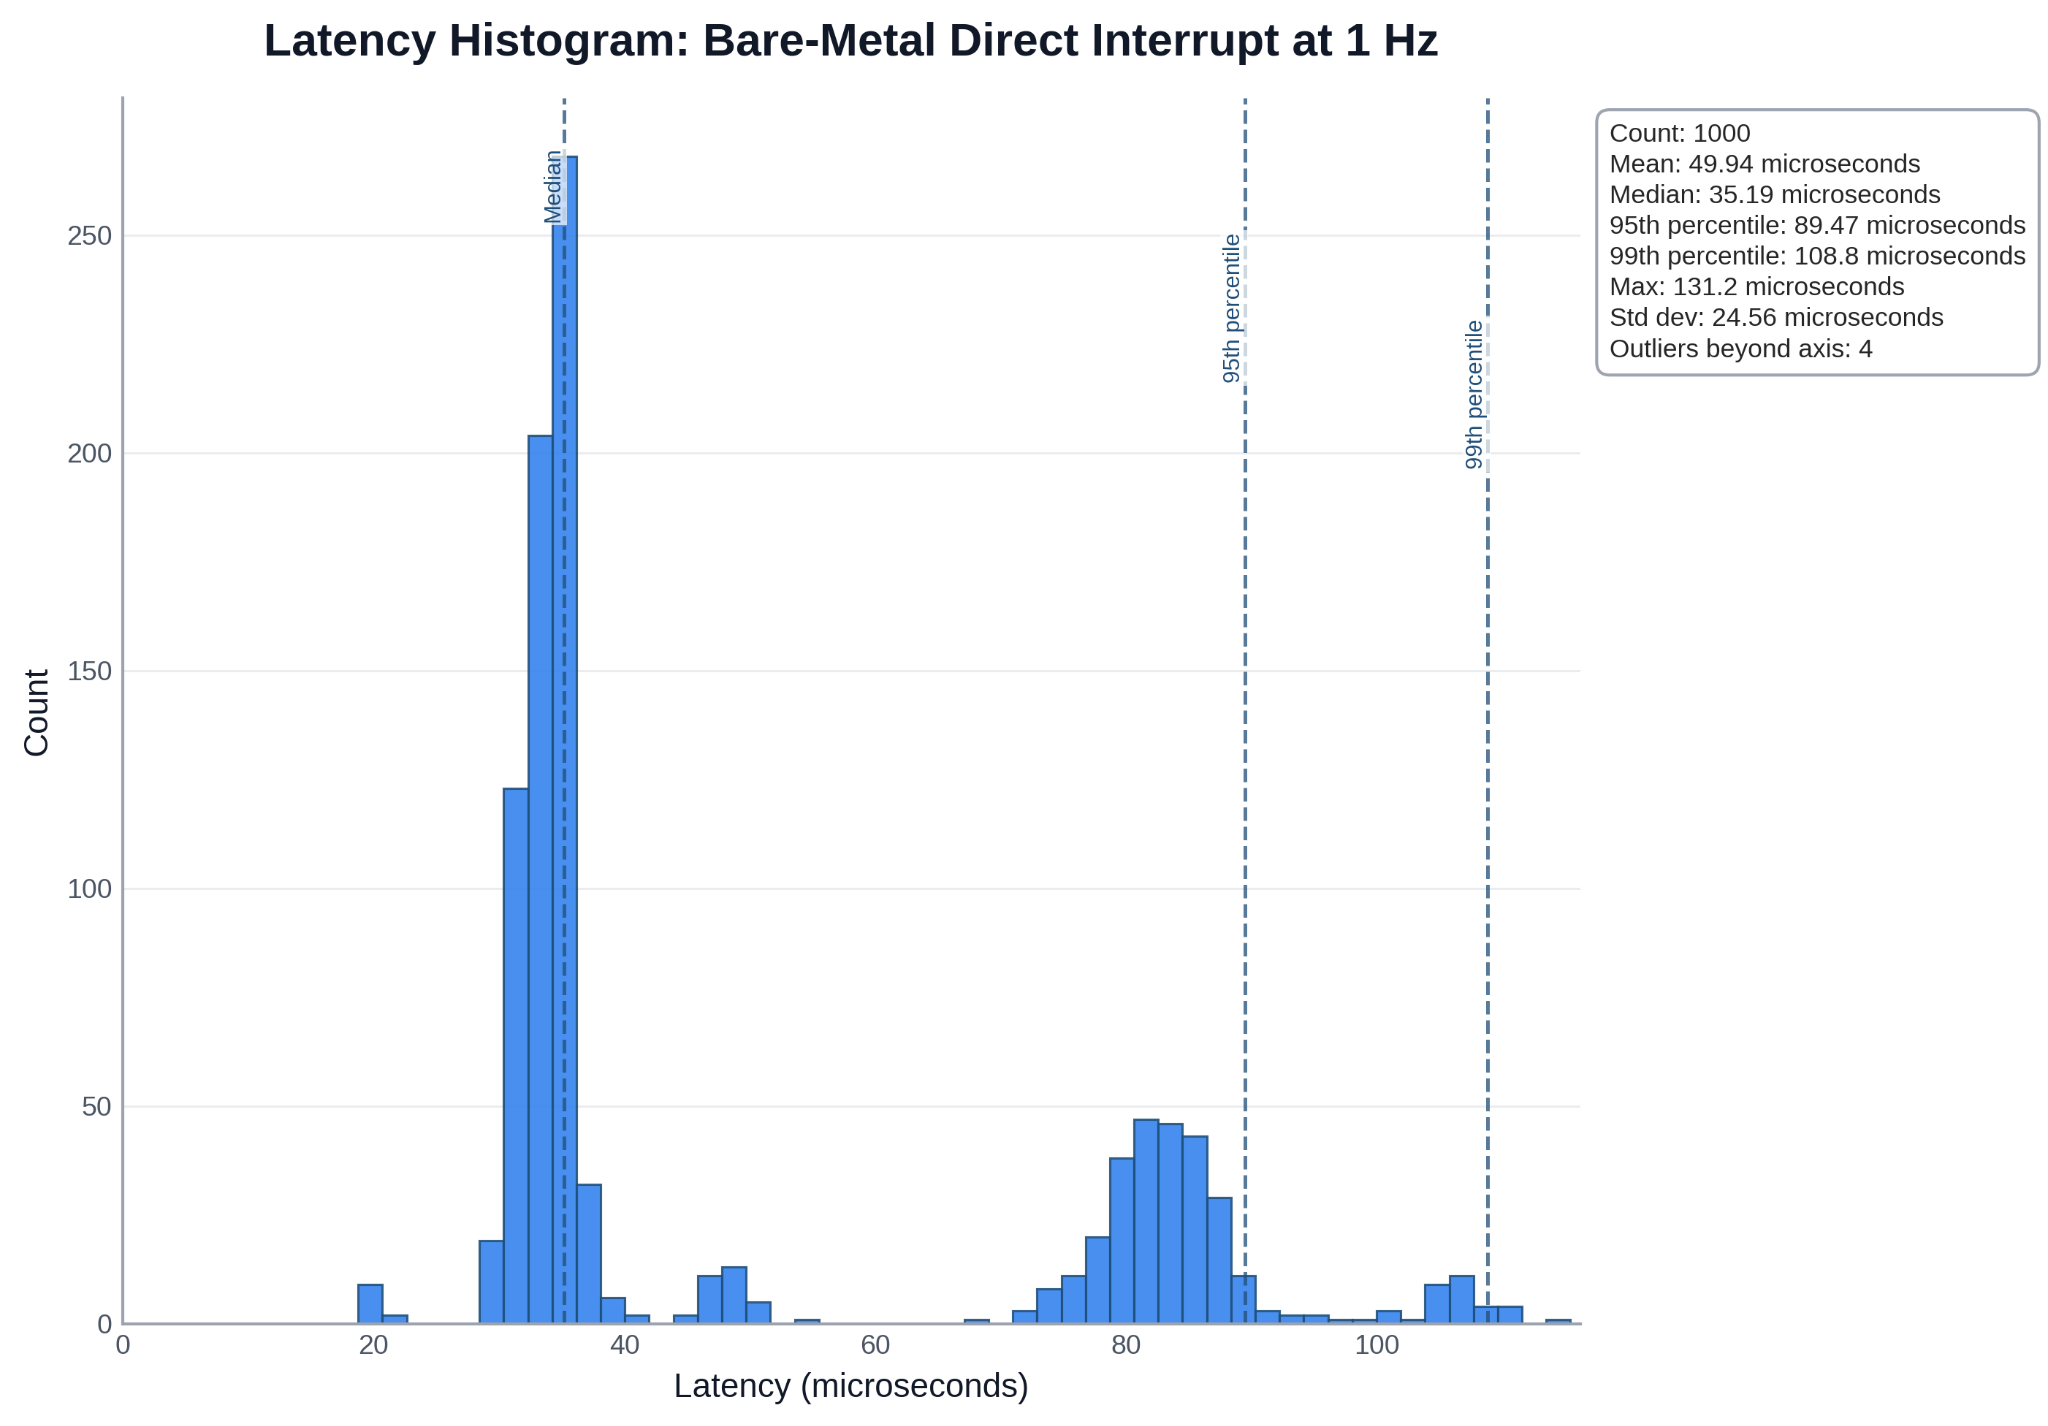 Latency Histogram: Bare-Metal Direct Interrupt at 1 Hz
Count: 1000
Mean: 49.94 microseconds
Median: 35.19 microseconds
95th percentile: 89.47 microseconds
99th percentile: 108.8 microseconds
Max: 131.2 microseconds
Std dev: 24.56 microseconds
Outliers beyond axis: 4
Median
95th percentile
99th percentile
Count
250
200
150
100
50
0
0 20 40 60 80 100
Latency (microseconds)